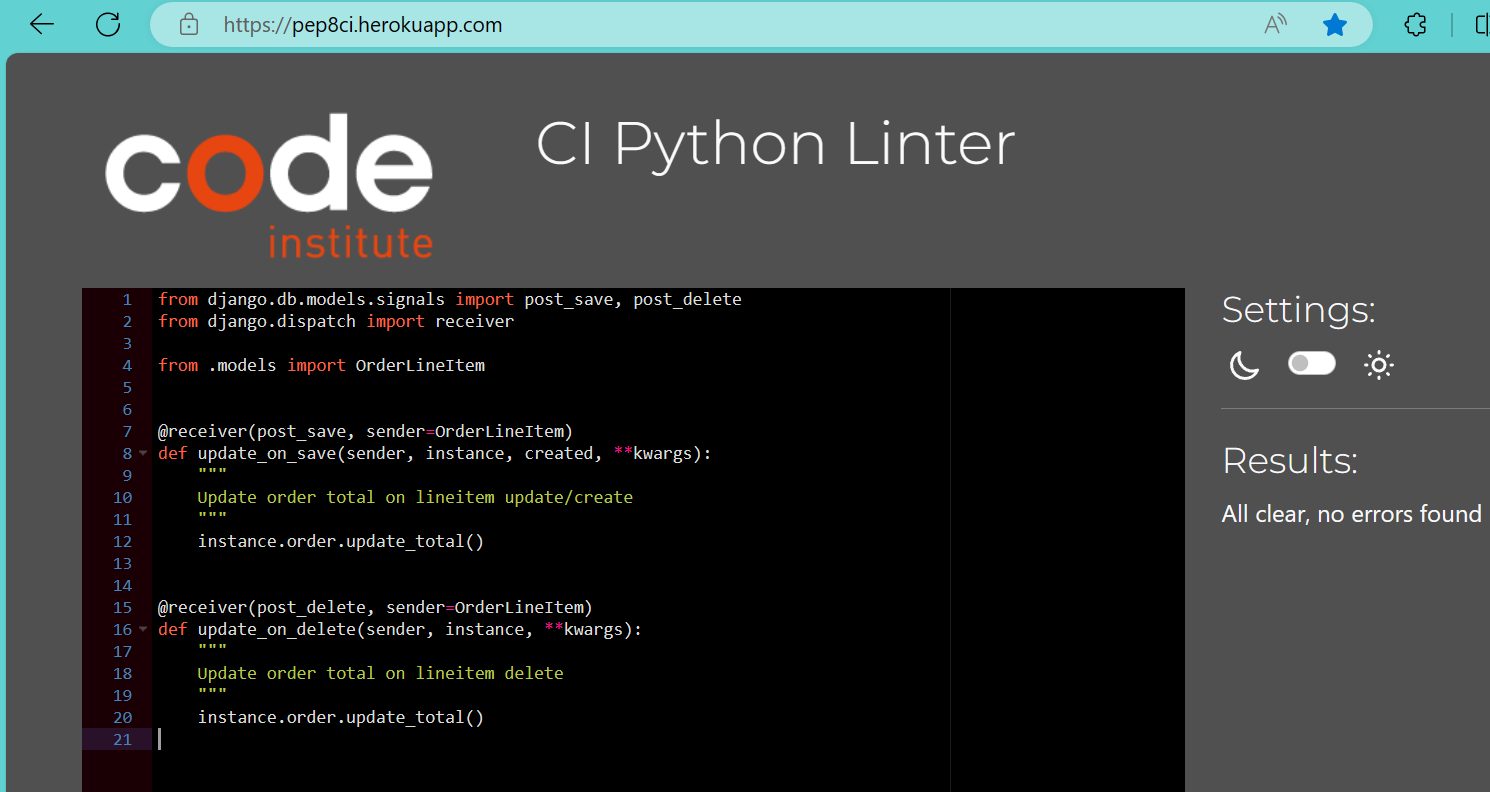 https://pep8ci.herokuapp.com
code
institute
CI Python Linter
1 from django.db.models.signals import post_save, post_delete
2 from django.dispatch import receiver
3
4 from .models import OrderLineItem
5
6
7 @receiver(post_save, sender=OrderLineItem)
8 def update_on_save(sender, instance, created, **kwargs):
9     """
10     Update order total on lineitem update/create
11     """
12     instance.order.update_total()
13
14
15 @receiver(post_delete, sender=OrderLineItem)
16 def update_on_delete(sender, instance, **kwargs):
17     """
18     Update order total on lineitem delete
19     """
20     instance.order.update_total()
21
Settings:
Results:
All clear, no errors found